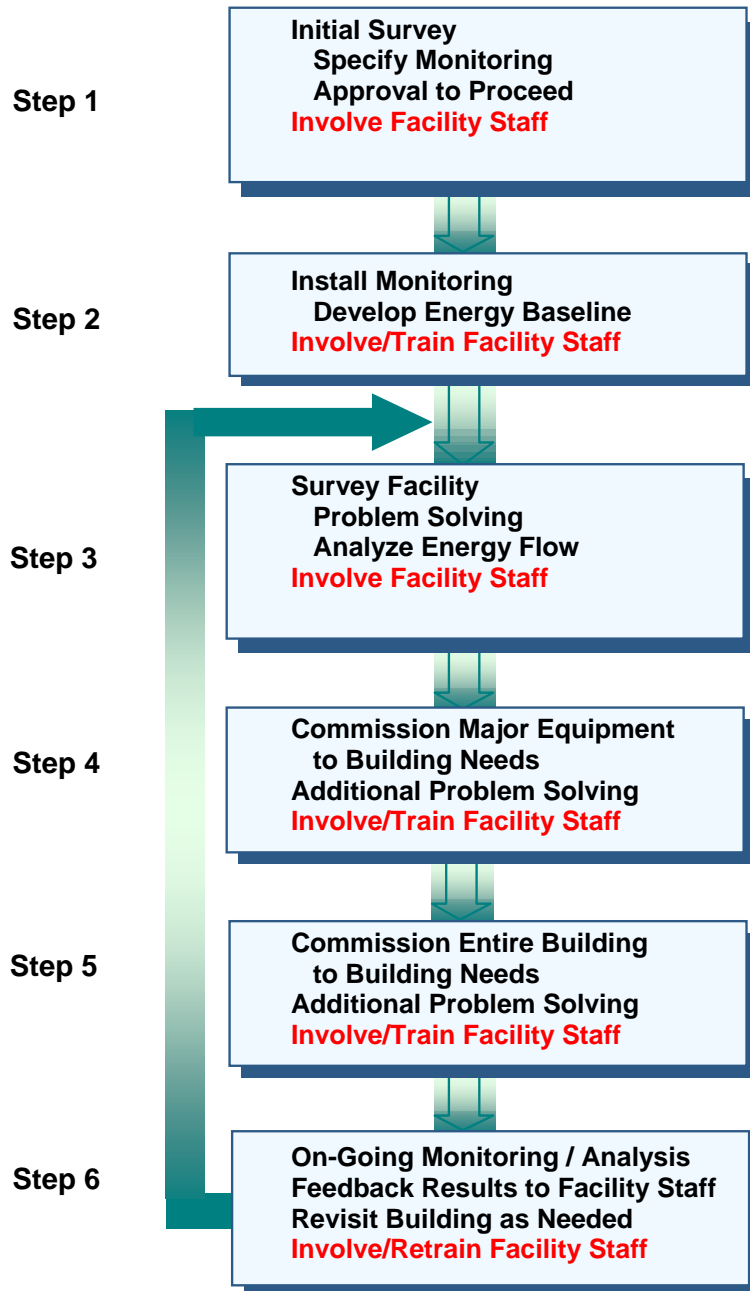 Step 1
Initial Survey
Specify Monitoring
Approval to Proceed
Involve Facility Staff
Step 2
Install Monitoring
Develop Energy Baseline
Involve/Train Facility Staff
Step 3
Survey Facility
Problem Solving
Analyze Energy Flow
Involve Facility Staff
Step 4
Commission Major Equipment
to Building Needs
Additional Problem Solving
Involve/Train Facility Staff
Step 5
Commission Entire Building
to Building Needs
Additional Problem Solving
Involve/Train Facility Staff
Step 6
On-Going Monitoring / Analysis
Feedback Results to Facility Staff
Revisit Building as Needed
Involve/Retrain Facility Staff